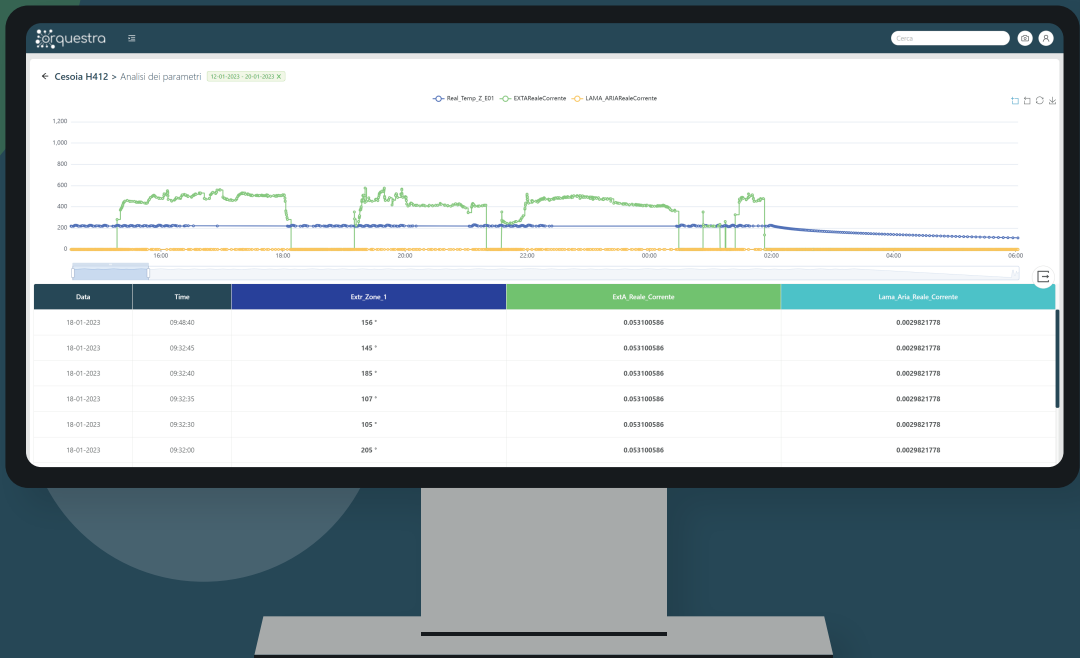 orquestra
Cerca
Cesoia H412 > Analisi dei parametri 12-01-2023 - 20-01-2023 X
Real_Temp_Z_E01 EXTARealeCorrente LAMA_ARIARealeCorrente
1,200
1,000
800
600
400
200
0
16:00 18:00 20:00 22:00 00:00 02:00 04:00 06:00
Data Time Extr_Zone_1 ExtA_Reale_Corrente Lama_Aria_Reale_Corrente
18-01-2023 09:48:40 156 ° 0.053100586 0.0029821778
18-01-2023 09:32:45 145 ° 0.053100586 0.0029821778
18-01-2023 09:32:40 185 ° 0.053100586 0.0029821778
18-01-2023 09:32:35 107 ° 0.053100586 0.0029821778
18-01-2023 09:32:30 105 ° 0.053100586 0.0029821778
18-01-2023 09:32:00 205 ° 0.053100586 0.0029821778